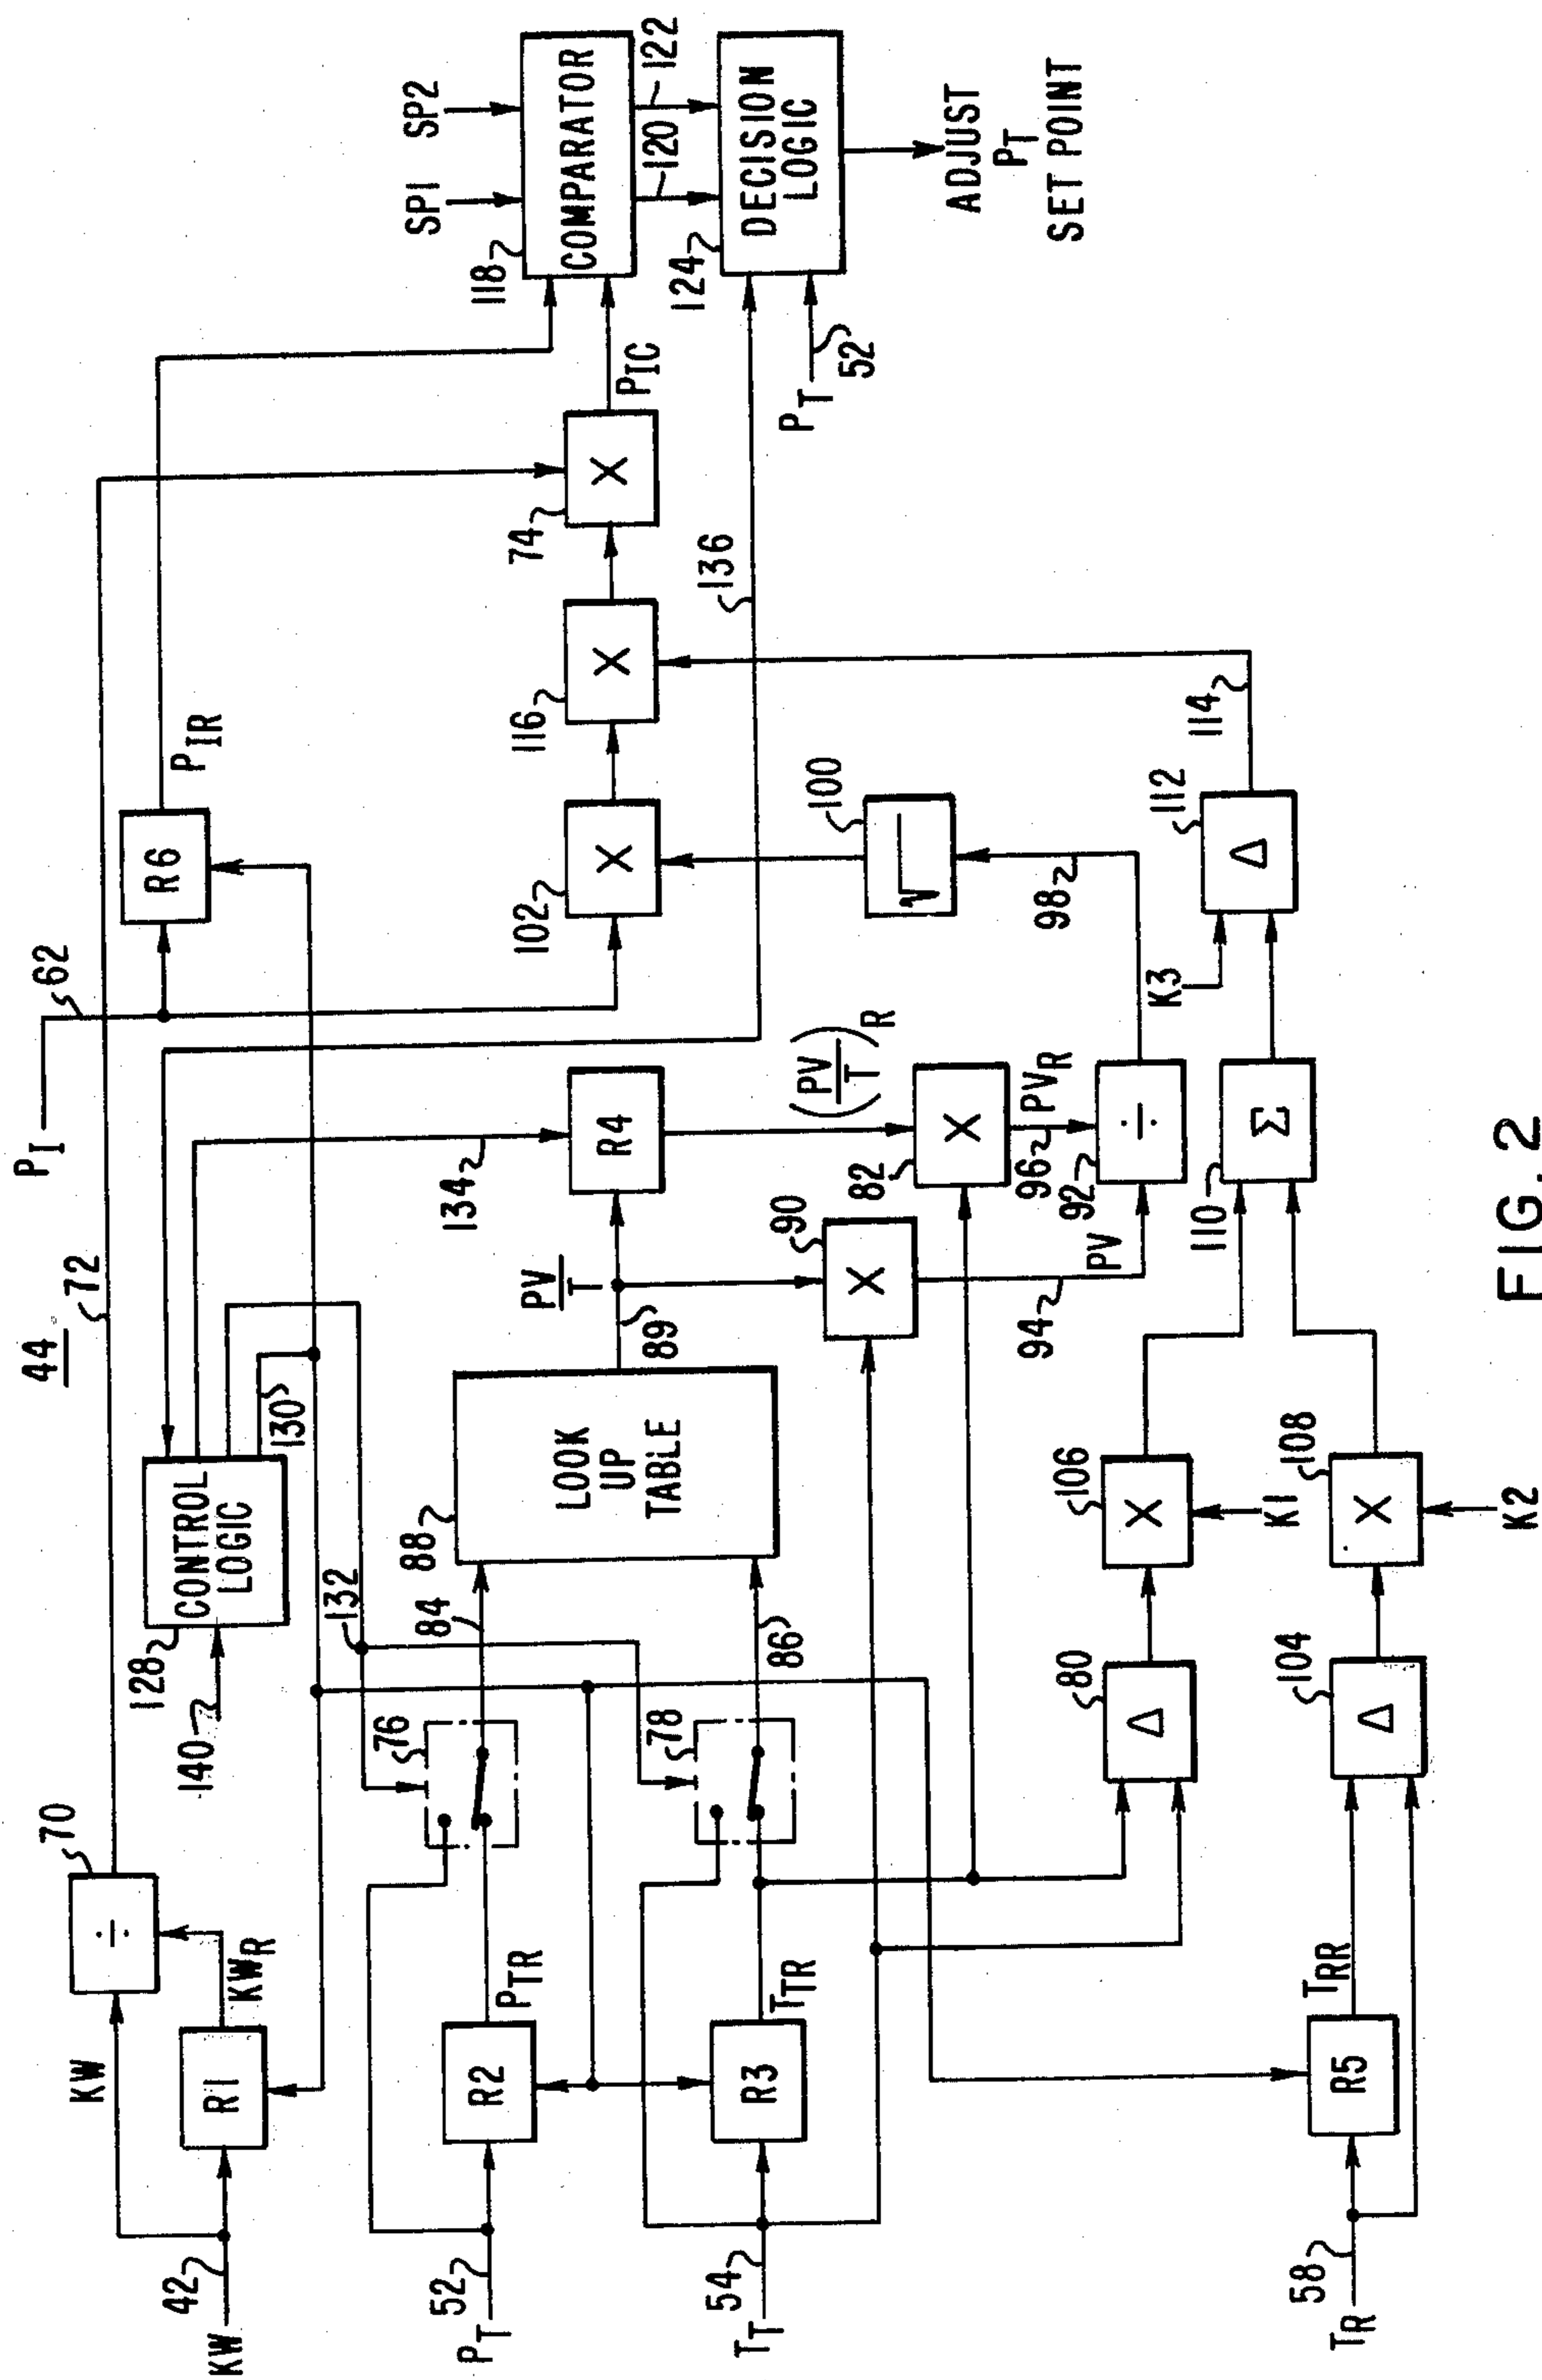 44
KW
42
KW
R1
KW_R
70
÷
72
P_I
62
R6
P_IR
140
128
CONTROL
LOGIC
130
132
134
136
P_T
52
R2
P_TR
76
84
T_T
54
R3
T_TR
78
86
88
LOOK
UP
TABLE
89
PV/T
R4
(PV/T)_R
90
X
82
X
94
PV
96
PV_R
92
÷
98
100
√
102
X
116
X
74
X
P_IC
118
COMPARATOR
SP1
SP2
120
122
124
DECISION
LOGIC
P_T
52
ADJUST
P_T
SET POINT
T_R
58
R5
T_RR
80
Δ
104
Δ
106
X
K1
108
X
K2
110
Σ
K3
112
Δ
114
FIG. 2